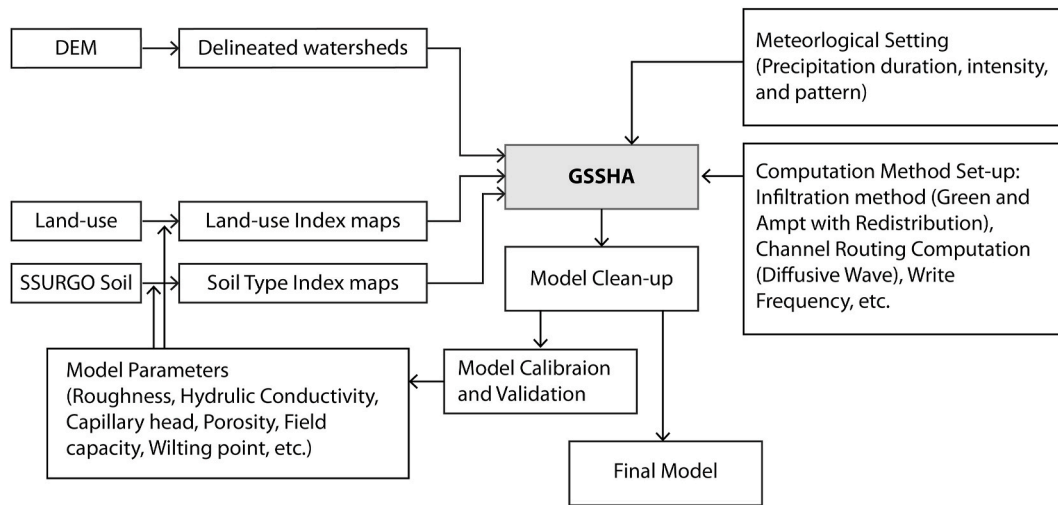 DEM
Delineated watersheds
Meteorlogical Setting
(Precipitation duration, intensity,
and pattern)
GSSHA
Computation Method Set-up:
Infiltration method (Green and
Ampt with Redistribution),
Channel Routing Computation
(Diffusive Wave), Write
Frequency, etc.
Land-use
Land-use Index maps
SSURGO Soil
Soil Type Index maps
Model Clean-up
Model Parameters
(Roughness, Hydrulic Conductivity,
Capillary head, Porosity, Field
capacity, Wilting point, etc.)
Model Calibraion
and Validation
Final Model